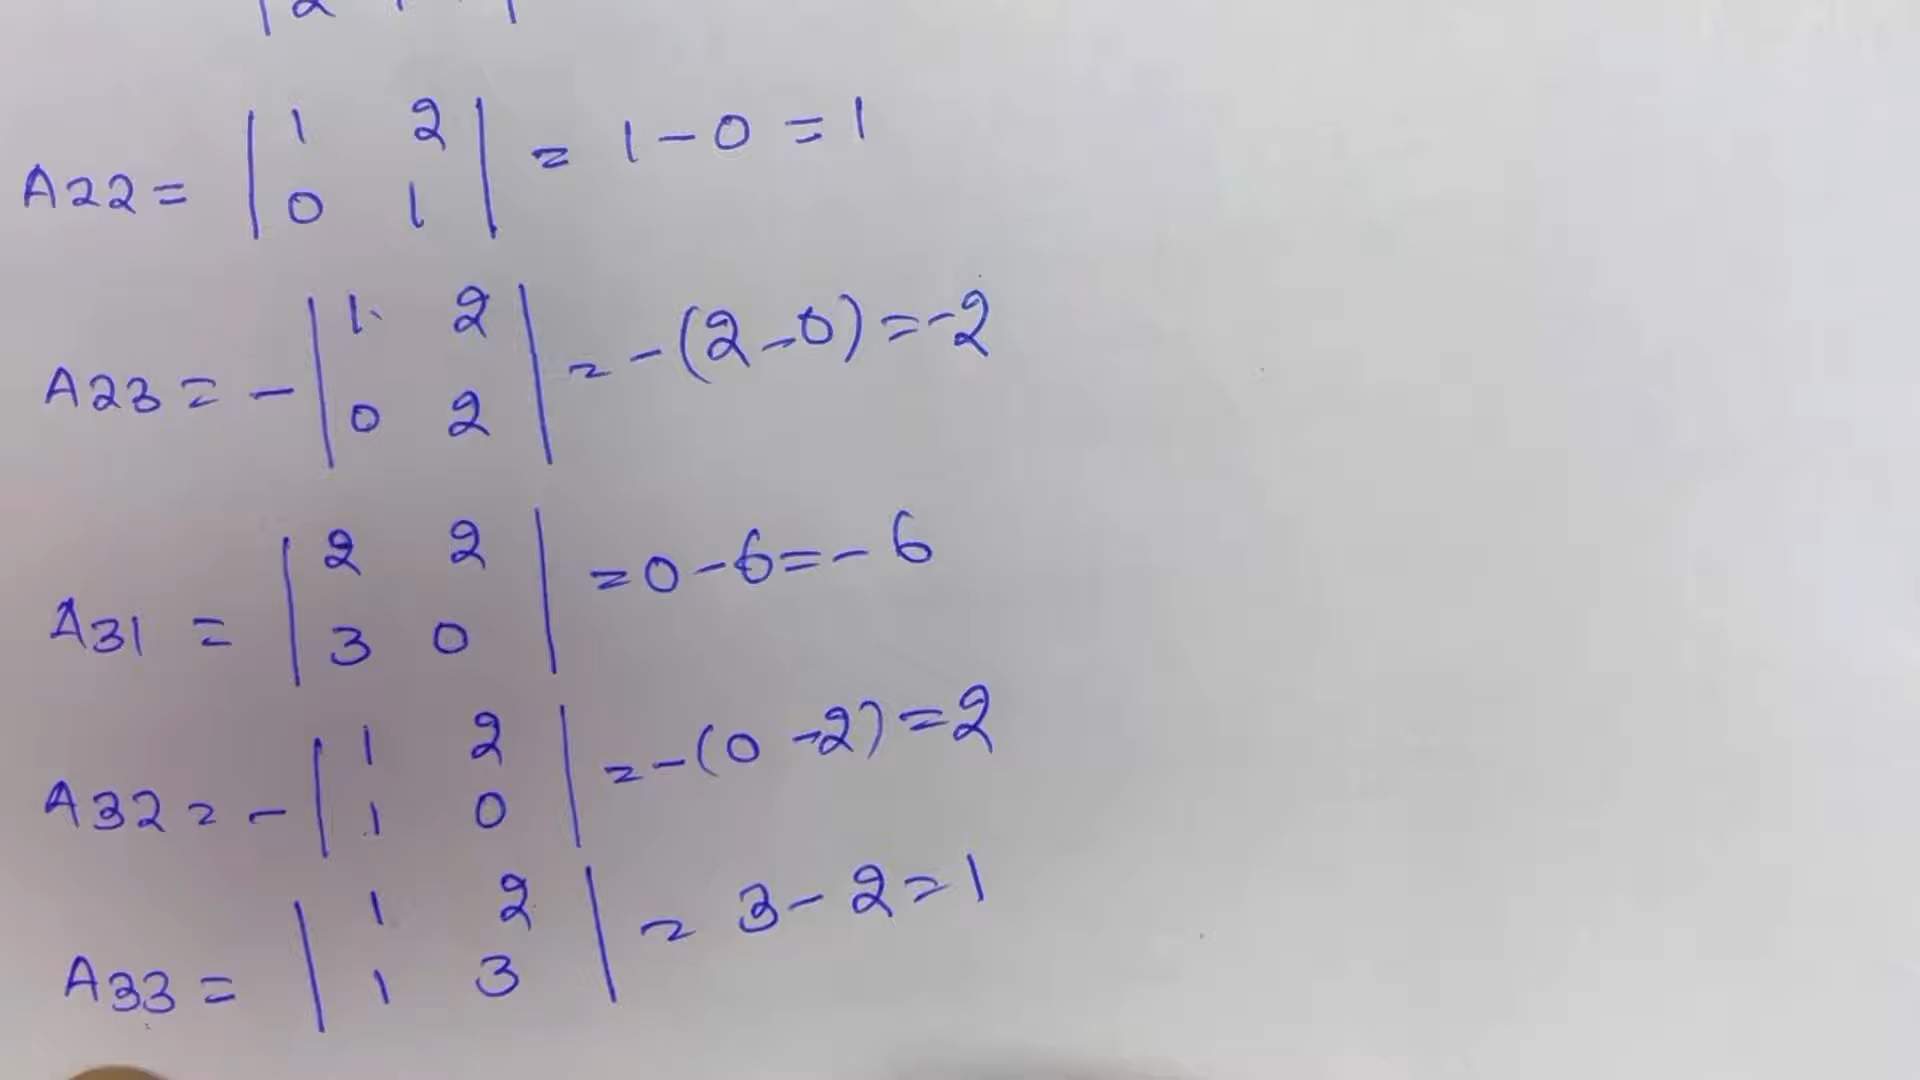 |2 1|
A22 = |1 2| = 1 - 0 = 1
|0 1|
A23 = - |1 2| = - (2 - 0) = -2
|0 2|
A31 = |2 2| = 0 - 6 = - 6
|3 0|
A32 = - |1 2| = - (0 - 2) = 2
|1 0|
A33 = |1 2| = 3 - 2 = 1
|1 3|